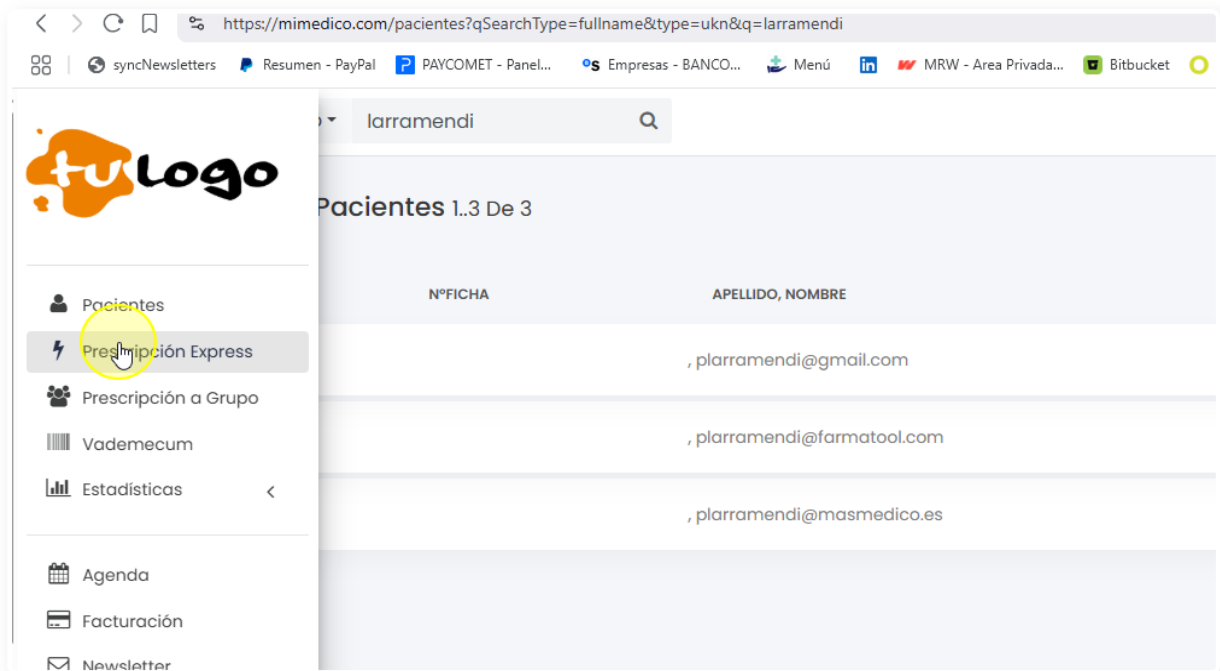 https://mimedico.com/pacientes?qSearchType=fullname&type=ukn&q=larramendi
syncNewsletters Resumen - PayPal PAYCOMET - Panel... Empresas - BANCO... Menú MRW - Area Privada... Bitbucket
larramendi
tuLogo
Pacientes 1..3 De 3
NºFICHA APELLIDO, NOMBRE
Pacientes
, plarramendi@gmail.com
Prescripción Express
Prescripción a Grupo
, plarramendi@farmatool.com
Vademecum
Estadísticas
, plarramendi@masmedico.es
Agenda
Facturación
Newsletter